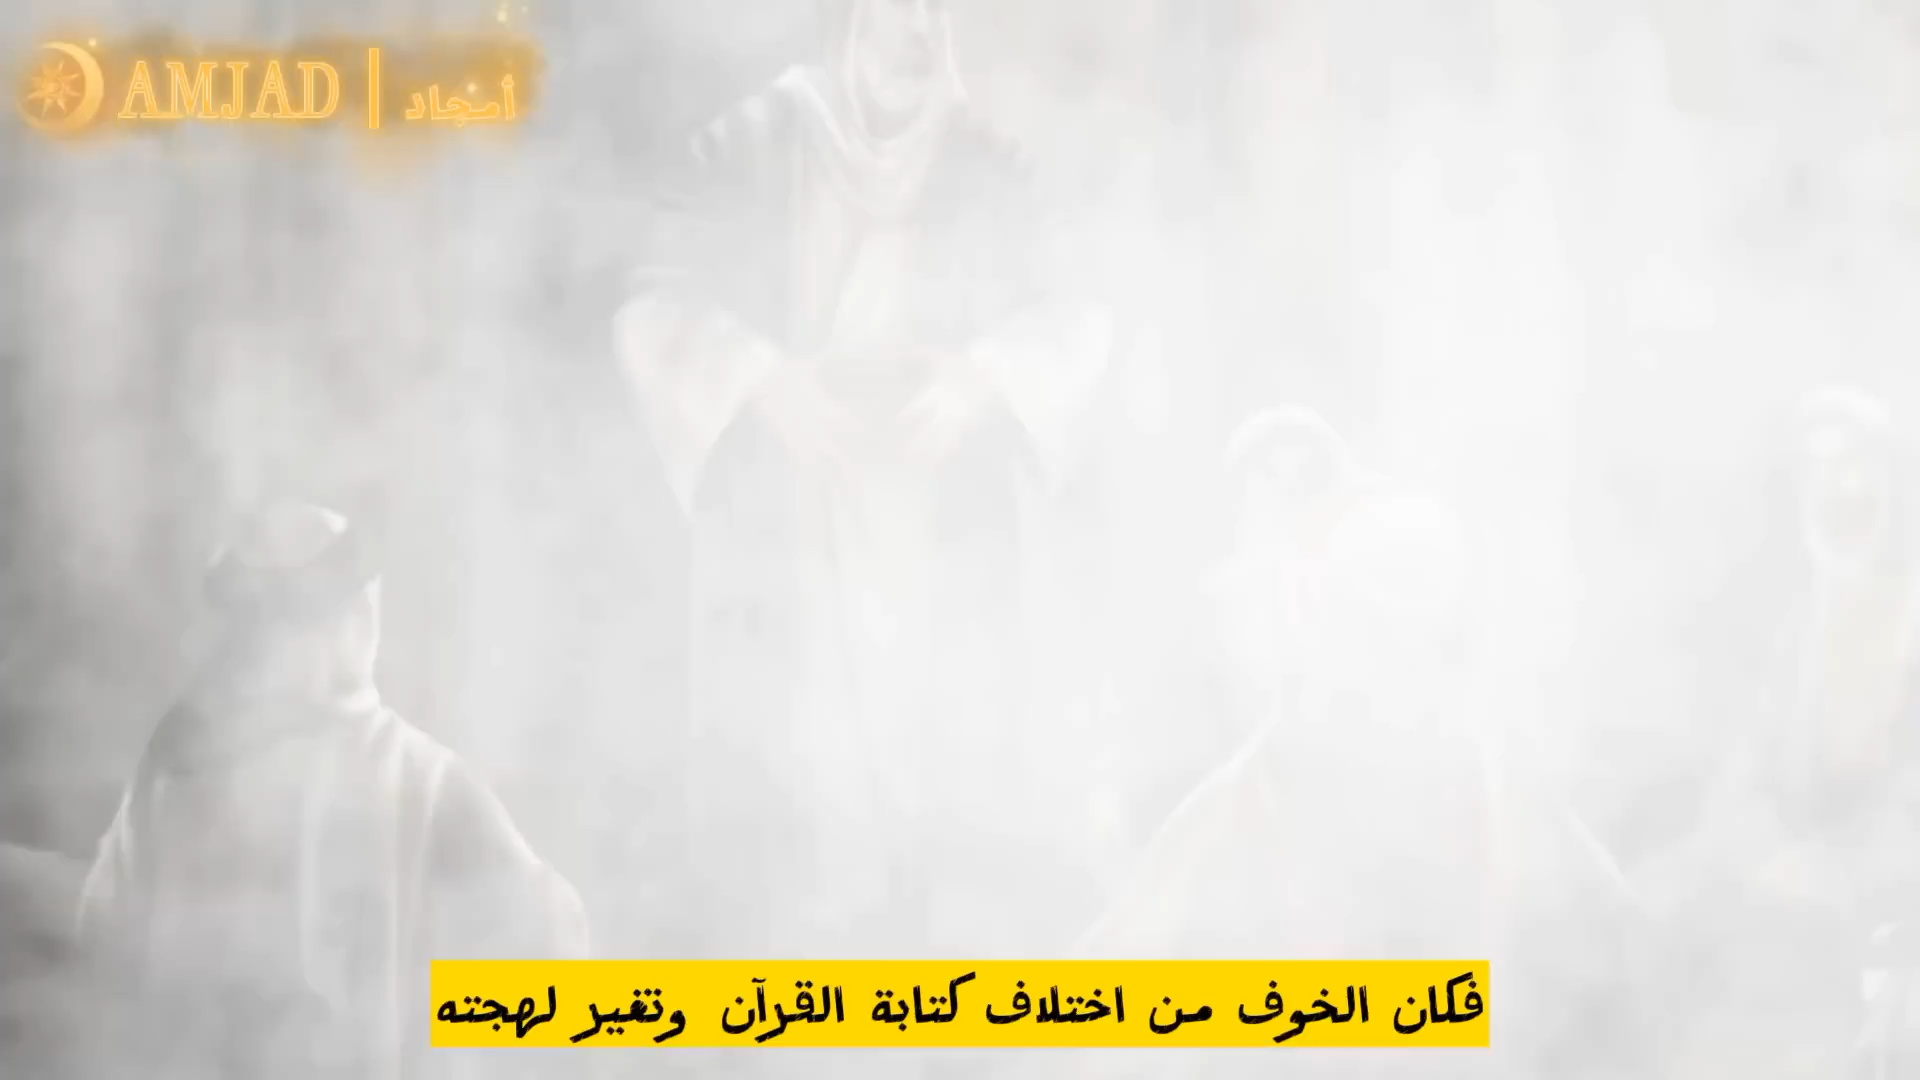 AMJAD | أمجاد
فكان الخوف من اختلاف كتابة القرآن وتغير لهجته